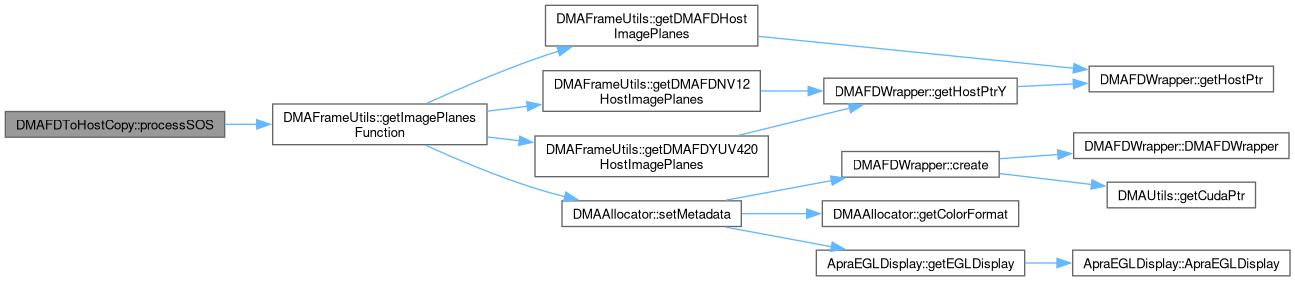 DMAFDToHostCopy::processSOS
DMAFrameUtils::getImagePlanes
Function
DMAFrameUtils::getDMAFDHost
ImagePlanes
DMAFrameUtils::getDMAFDNV12
HostImagePlanes
DMAFrameUtils::getDMAFDYUV420
HostImagePlanes
DMAAllocator::setMetadata
DMAFDWrapper::getHostPtrY
DMAFDWrapper::create
DMAAllocator::getColorFormat
ApraEGLDisplay::getEGLDisplay
DMAFDWrapper::getHostPtr
DMAFDWrapper::DMAFDWrapper
DMAUtils::getCudaPtr
ApraEGLDisplay::ApraEGLDisplay